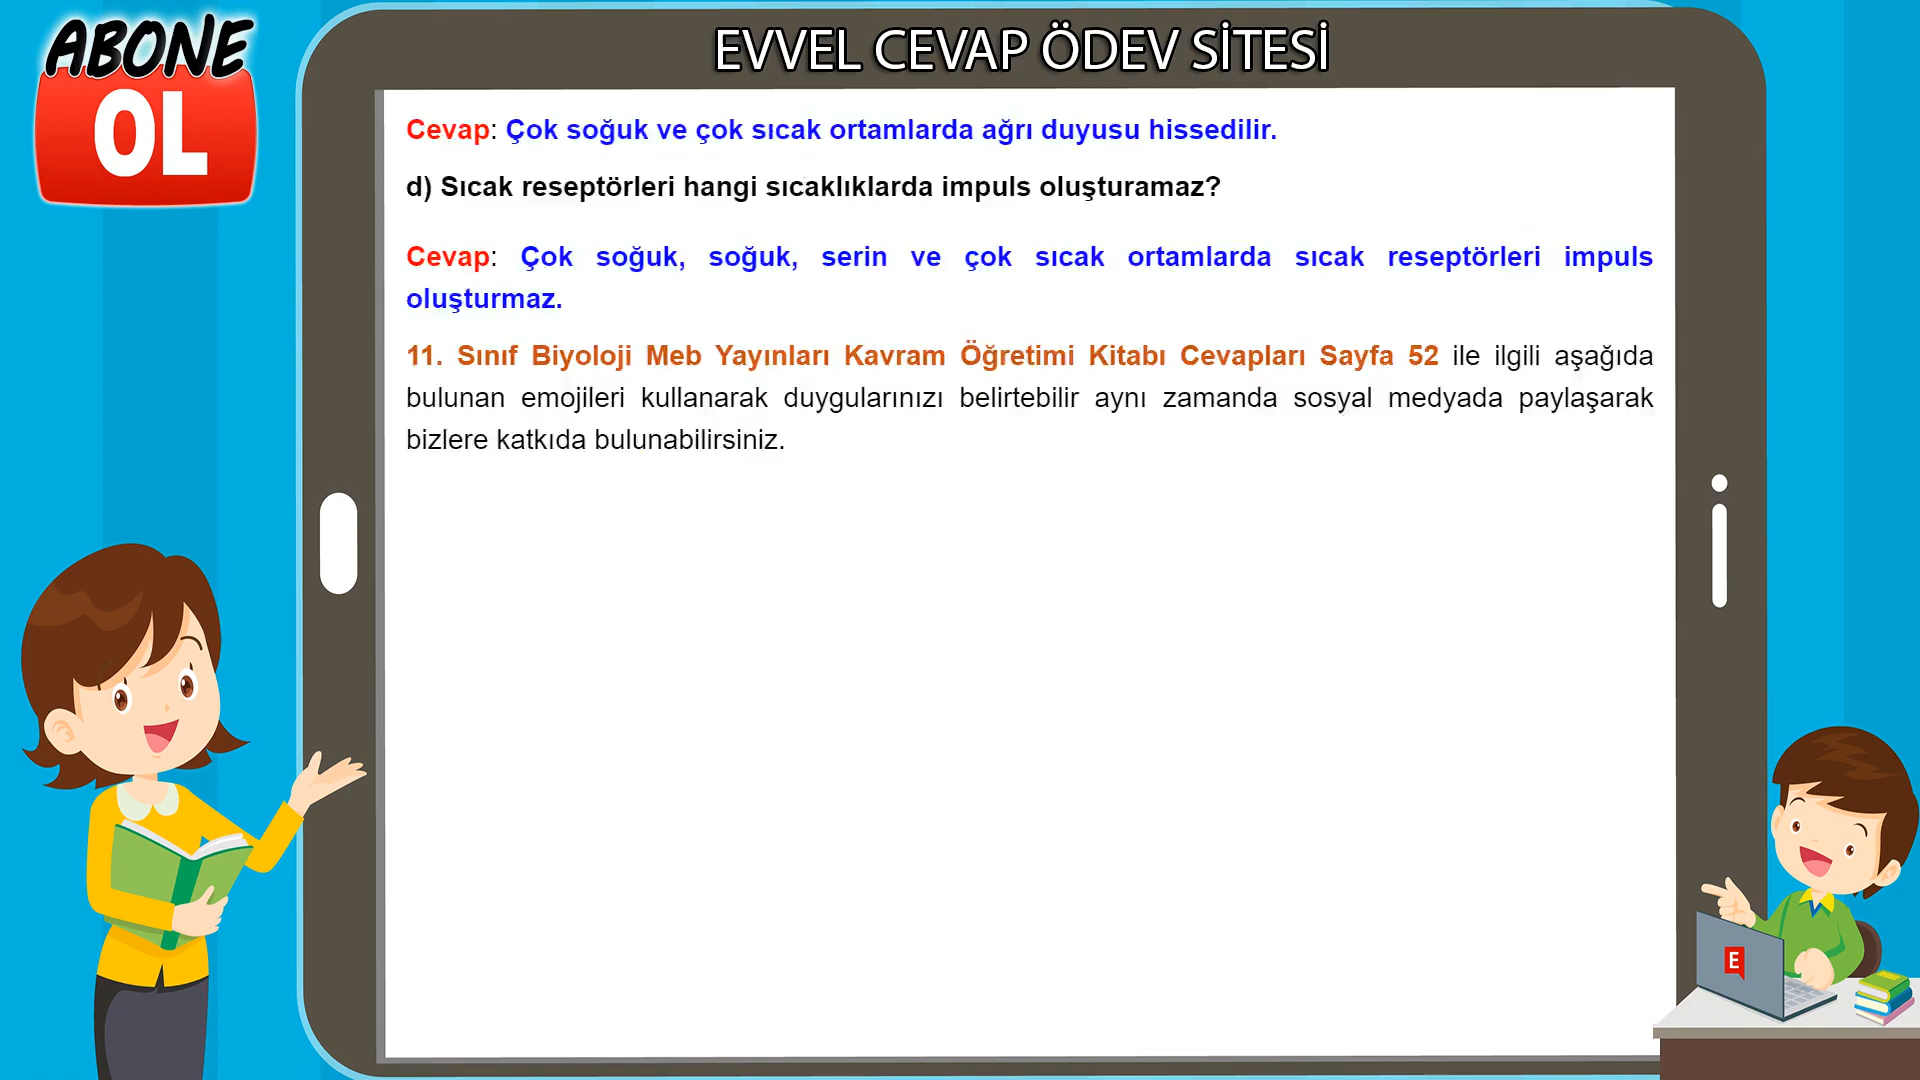 ABONE
OL
EVVEL CEVAP ÖDEV SİTESİ
Cevap: Çok soğuk ve çok sıcak ortamlarda ağrı duyusu hissedilir.
d) Sıcak reseptörleri hangi sıcaklıklarda impuls oluşturamaz?
Cevap: Çok soğuk, soğuk, serin ve çok sıcak ortamlarda sıcak reseptörleri impuls
oluşturmaz.
11. Sınıf Biyoloji Meb Yayınları Kavram Öğretimi Kitabı Cevapları Sayfa 52 ile ilgili aşağıda
bulunan emojileri kullanarak duygularınızı belirtebilir aynı zamanda sosyal medyada paylaşarak
bizlere katkıda bulunabilirsiniz.
E